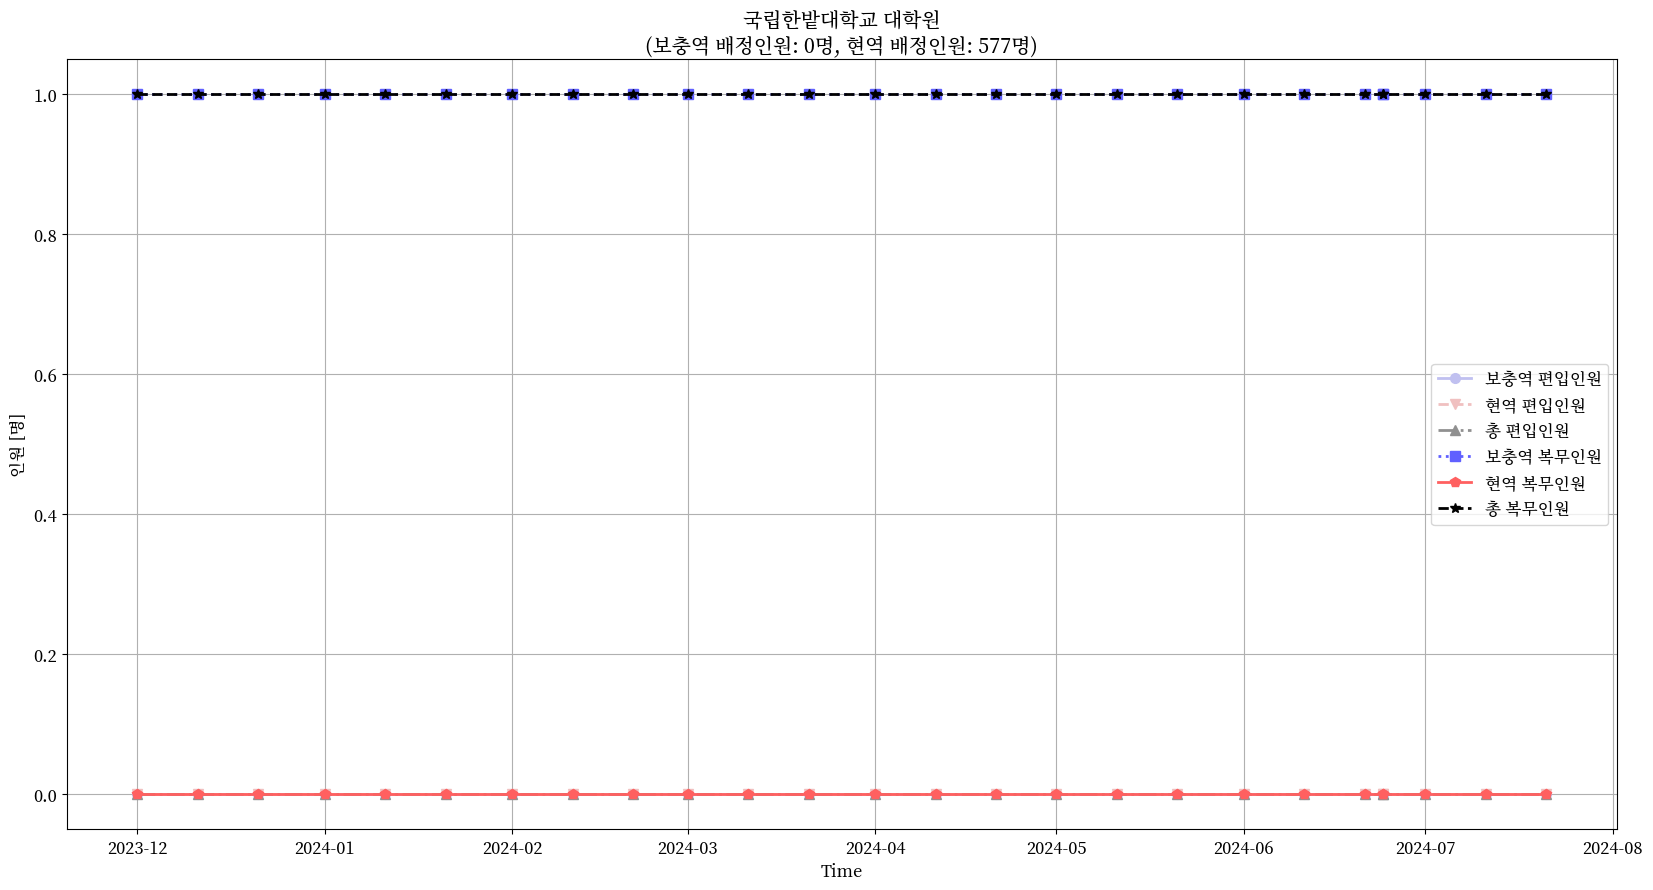 국립한밭대학교 대학원
(보충역 배정인원: 0명, 현역 배정인원: 577명)
1.0
0.8
0.6
0.4
0.2
0.0
인원 [명]
보충역 편입인원
현역 편입인원
총 편입인원
보충역 복무인원
현역 복무인원
총 복무인원
2023-12
2024-01
2024-02
2024-03
2024-04
2024-05
2024-06
2024-07
2024-08
Time